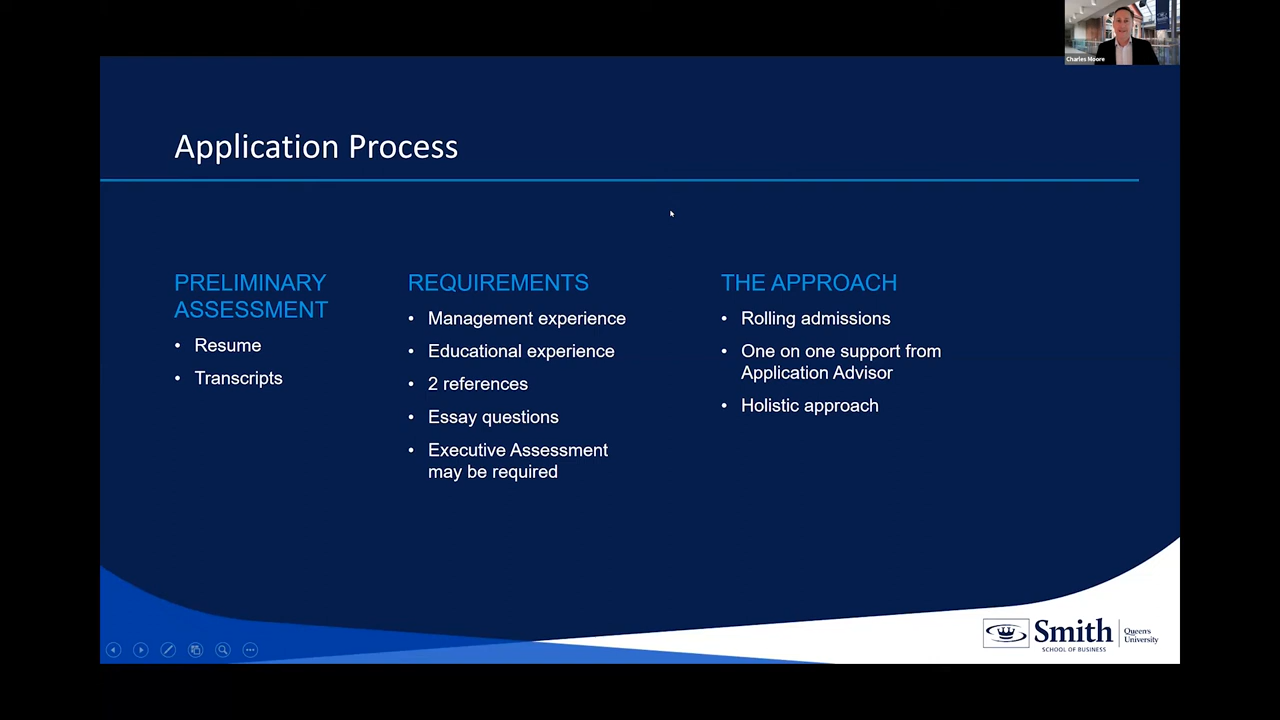 Charles Moore
Application Process
PRELIMINARY
ASSESSMENT
• Resume
• Transcripts
REQUIREMENTS
• Management experience
• Educational experience
• 2 references
• Essay questions
• Executive Assessment
may be required
THE APPROACH
• Rolling admissions
• One on one support from
Application Advisor
• Holistic approach
Smith
SCHOOL OF BUSINESS
Queen's
University